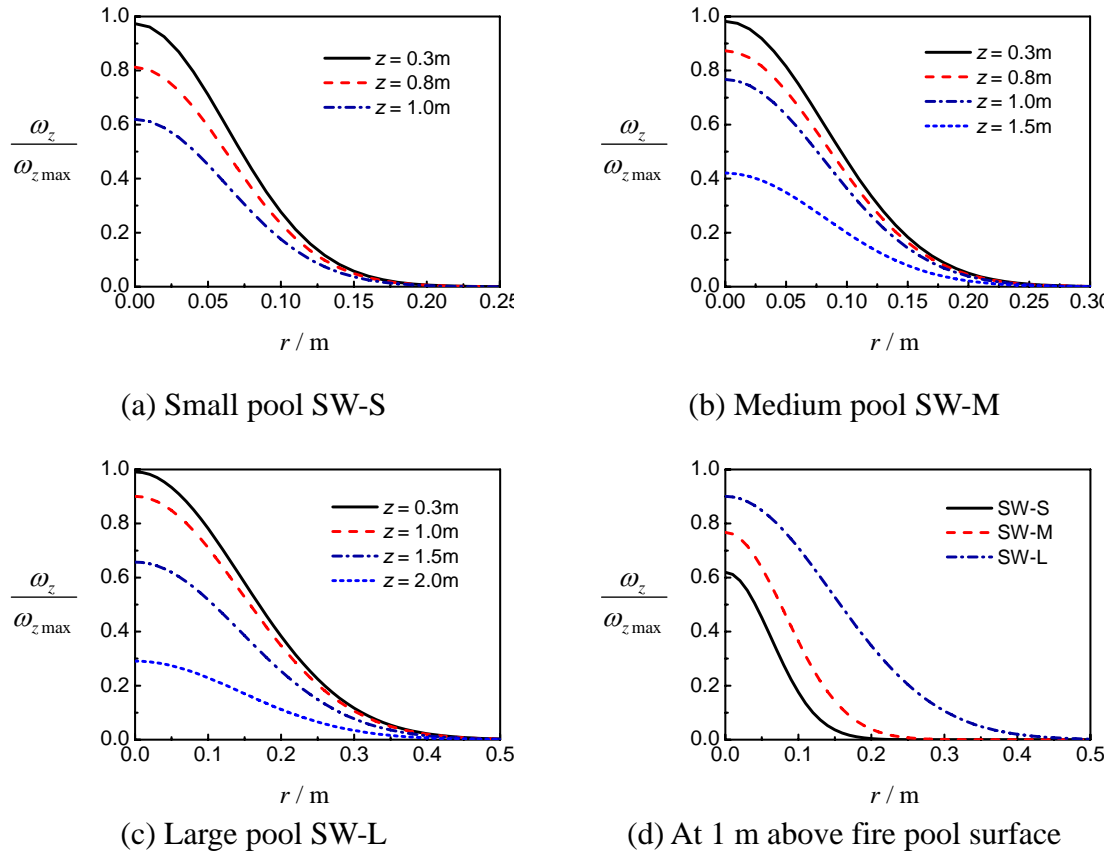 1.0
0.8
0.6
0.4
0.2
0.0
ω_z
ω_z max
z = 0.3m
z = 0.8m
z = 1.0m
0.00 0.05 0.10 0.15 0.20 0.25
r / m
(a) Small pool SW-S
1.0
0.8
0.6
0.4
0.2
0.0
ω_z
ω_z max
z = 0.3m
z = 0.8m
z = 1.0m
z = 1.5m
0.00 0.05 0.10 0.15 0.20 0.25 0.30
r / m
(b) Medium pool SW-M
1.0
0.8
0.6
0.4
0.2
0.0
ω_z
ω_z max
z = 0.3m
z = 1.0m
z = 1.5m
z = 2.0m
0.0 0.1 0.2 0.3 0.4 0.5
r / m
(c) Large pool SW-L
1.0
0.8
0.6
0.4
0.2
0.0
ω_z
ω_z max
SW-S
SW-M
SW-L
0.0 0.1 0.2 0.3 0.4 0.5
r / m
(d) At 1 m above fire pool surface